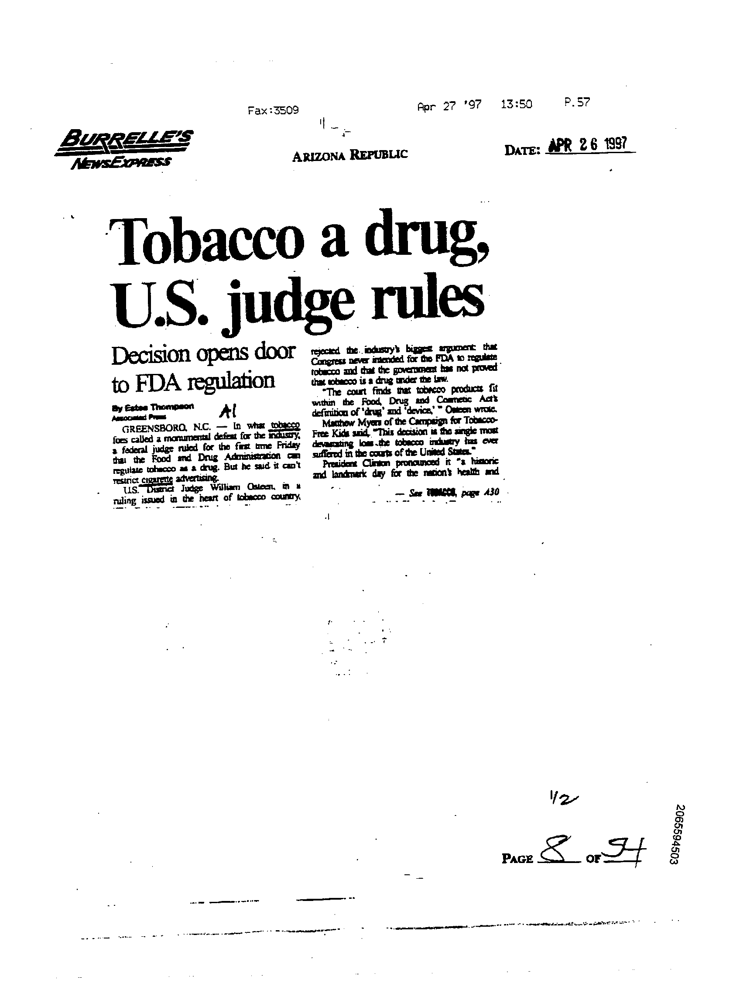 Fax:3509 Apr 27 '97 13:50 P.57
BURRELLE'S
NEWSEXPRESS
ARIZONA REPUBLIC
DATE: APR 26 1997
Tobacco a drug,
U.S. judge rules
Decision opens door
to FDA regulation
By Estes Thompson
Associated Press
A1
GREENSBORO, N.C. — In what tobacco
foes called a monumental defeat for the industry,
a federal judge ruled for the first time Friday
that the Food and Drug Administration can
regulate tobacco as a drug. But he said it can't
restrict cigarette advertising.
U.S. District Judge William Osteen, in a
ruling issued in the heart of tobacco country,
rejected the industry's biggest argument: that
Congress never intended for the FDA to regulate
tobacco and that the government has not proved
that tobacco is a drug under the law.
"The court finds that tobacco products fit
within the Food, Drug and Cosmetic Act's
definition of 'drug' and 'device,' " Osteen wrote.
Matthew Myers of the Campaign for Tobacco-
Free Kids said, "This decision is the single most
devastating loss the tobacco industry has ever
suffered in the courts of the United States."
President Clinton pronounced it "a historic
and landmark day for the nation's health and
— See TOBACCO, page A30
1/2
PAGE 8 OF 54
2065594503